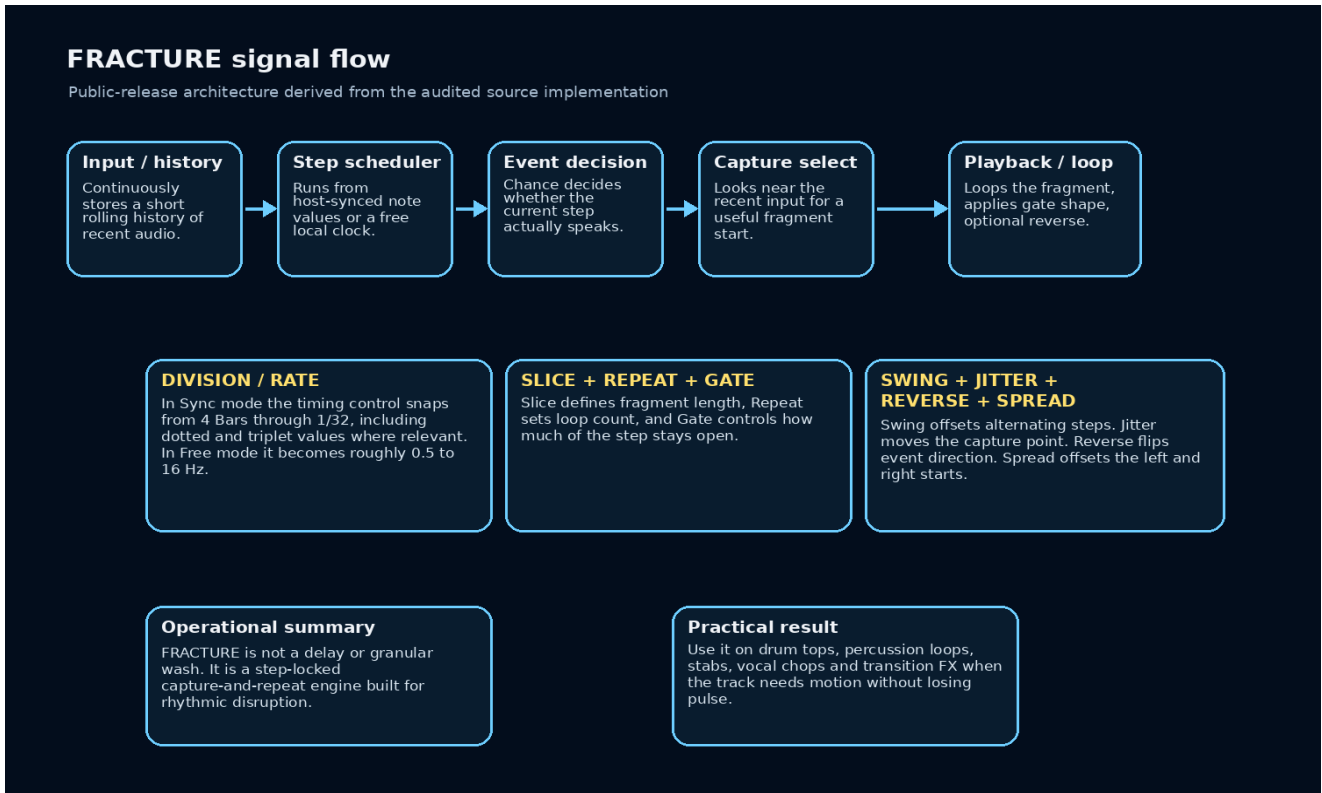 FRACTURE signal flow
Public-release architecture derived from the audited source implementation
Input / history
Continuously
stores a short
rolling history of
recent audio.
Step scheduler
Runs from
host-synced note
values or a free
local clock.
Event decision
Chance decides
whether the
current step
actually speaks.
Capture select
Looks near the
recent input for a
useful fragment
start.
Playback / loop
Loops the fragment,
applies gate shape,
optional reverse.
DIVISION / RATE
In Sync mode the timing control snaps
from 4 Bars through 1/32, including
dotted and triplet values where relevant.
In Free mode it becomes roughly 0.5 to
16 Hz.
SLICE + REPEAT + GATE
Slice defines fragment length, Repeat
sets loop count, and Gate controls how
much of the step stays open.
SWING + JITTER +
REVERSE + SPREAD
Swing offsets alternating steps. Jitter
moves the capture point. Reverse flips
event direction. Spread offsets the left and
right starts.
Operational summary
FRACTURE is not a delay or granular
wash. It is a step-locked
capture-and-repeat engine built for
rhythmic disruption.
Practical result
Use it on drum tops, percussion loops,
stabs, vocal chops and transition FX when
the track needs motion without losing
pulse.